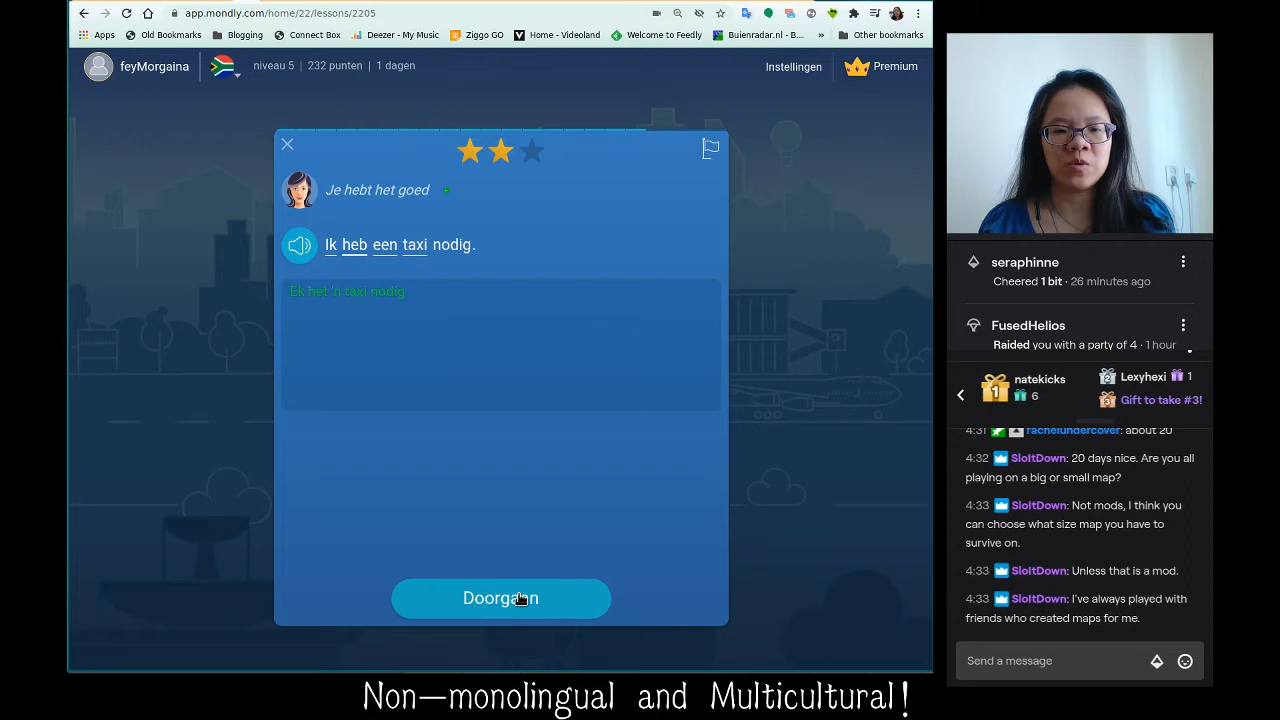 app.mondly.com/home/22/lessons/2205
Apps Old Bookmarks Blogging Connect Box Deezer - My Music Ziggo GO Home - Videoland Welcome to Feedly Buienradar.nl - B... » Other bookmarks
feyMorgaina niveau 5 | 232 punten | 1 dagen Instellingen Premium
Je hebt het goed
Ik heb een taxi nodig.
Ek het 'n taxi nodig
Doorgaan
seraphinne
Cheered 1 bit · 26 minutes ago
FusedHelios
Raided you with a party of 4 · 1 hour
1 natekicks 6
2 Lexyhexi 1
3 Gift to take #3!
4:31 rachelundercover: about 20
4:32 SloltDown: 20 days nice. Are you all
playing on a big or small map?
4:33 SloltDown: Not mods, I think you
can choose what size map you have to
survive on.
4:33 SloltDown: Unless that is a mod.
4:33 SloltDown: I've always played with
friends who created maps for me.
Send a message
Non-monolingual and Multicultural!